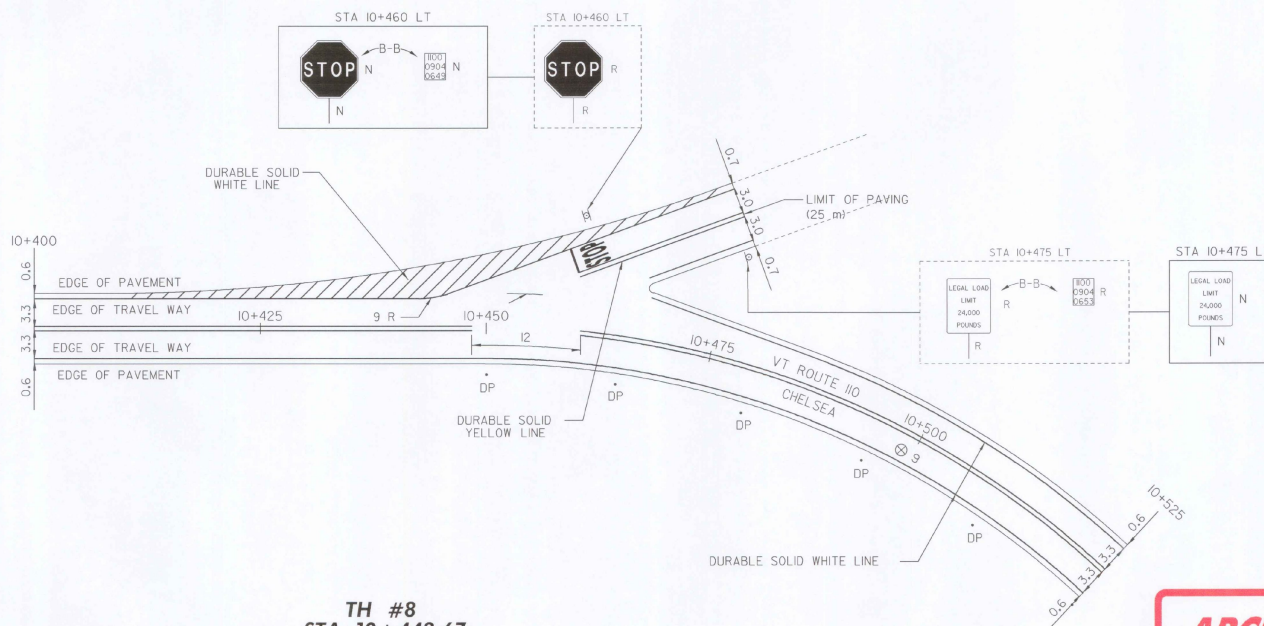 STA 10+460 LT
STOP
N
N
B-B
1100
0904
0649
N
STA 10+460 LT
STOP
R
R
DURABLE SOLID
WHITE LINE
0.7
3.0
3.0
0.7
LIMIT OF PAVING
(25 m)
STOP
10+400
0.6
3.3
3.3
0.6
EDGE OF PAVEMENT
EDGE OF TRAVEL WAY
10+425
9 R
10+450
EDGE OF TRAVEL WAY
EDGE OF PAVEMENT
12
DP
DP
DP
DP
DP
DURABLE SOLID
YELLOW LINE
10+475
VT ROUTE 110
CHELSEA
10+500
9
DURABLE SOLID WHITE LINE
10+525
0.6
3.3
3.3
0.6
STA 10+475 LT
LEGAL LOAD
LIMIT
24,000
POUNDS
R
R
B-B
1100
0904
0653
R
STA 10+475 L
LEGAL LOAD
LIMIT
24,000
POUNDS
N
N
TH #8